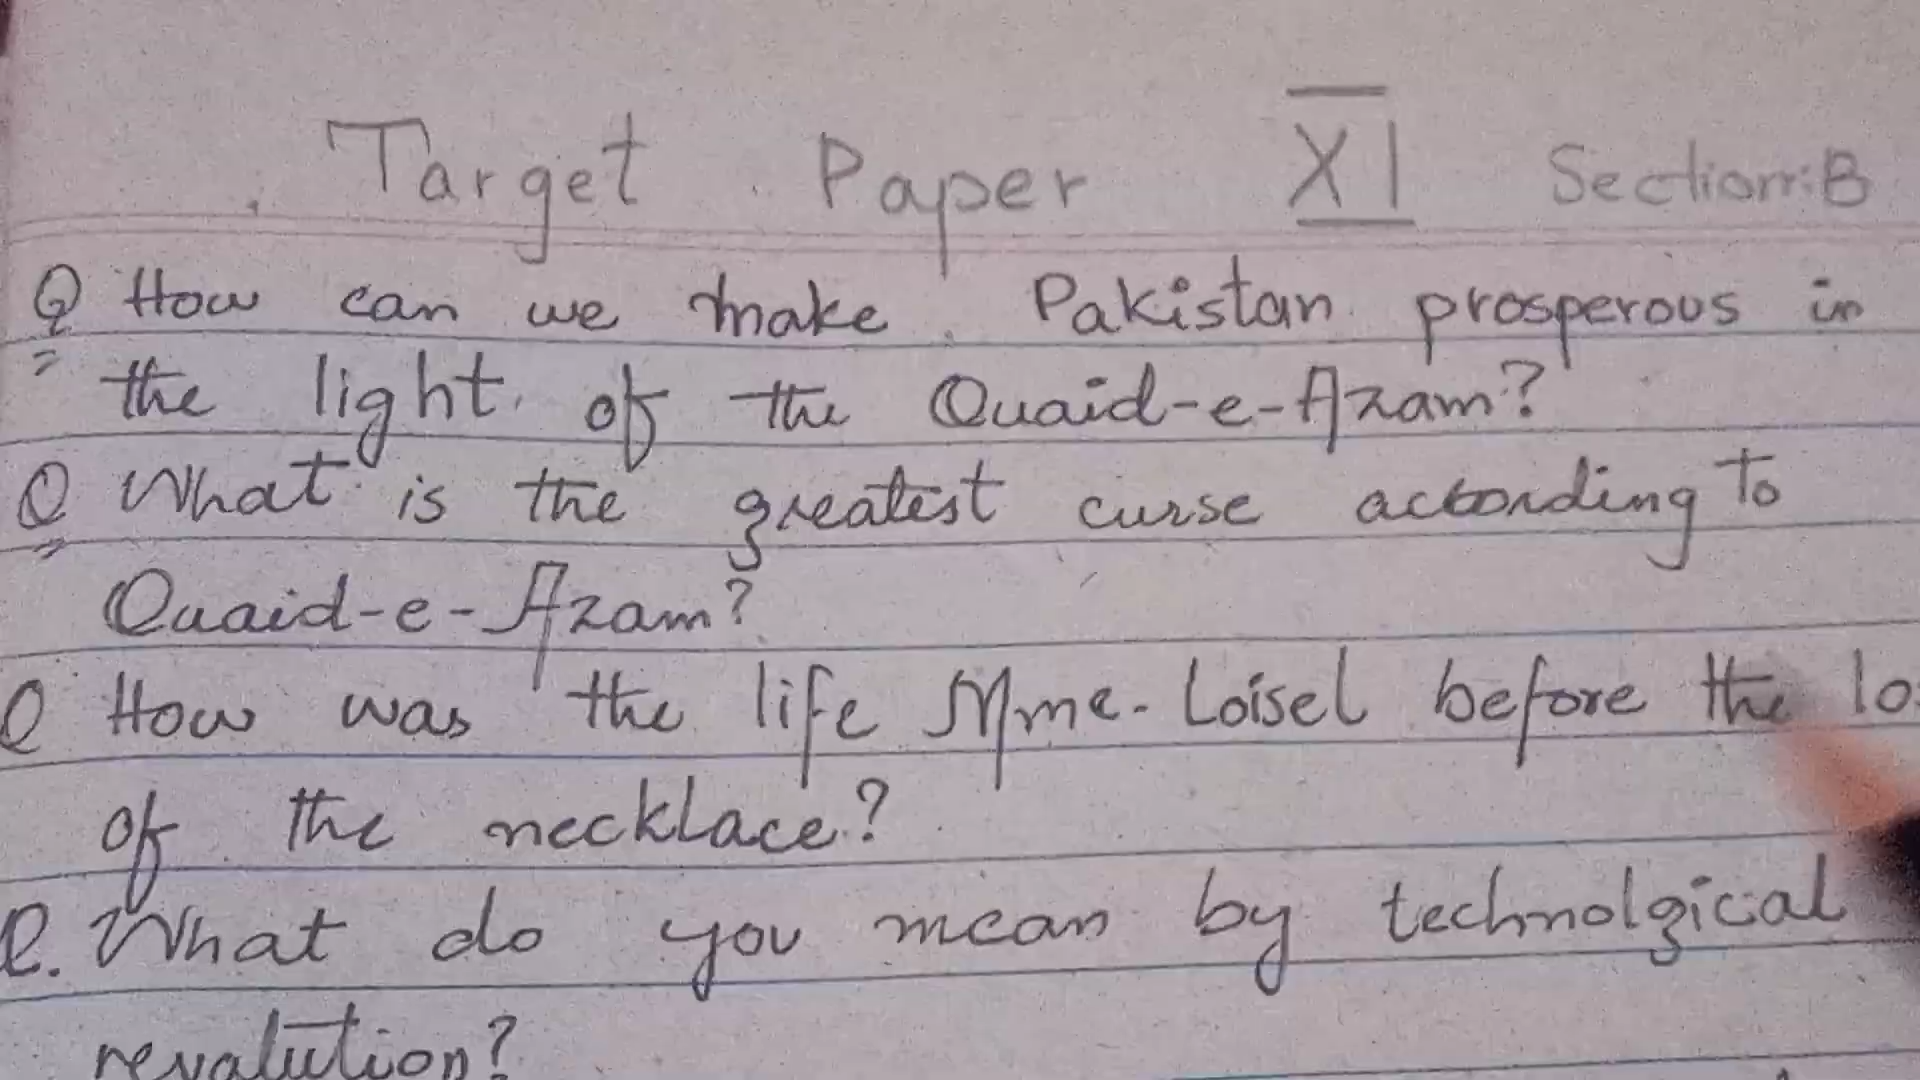 Target Paper XI Section:B
Q How can we make Pakistan prosperous in
the light of the Quaid-e-Azam?
Q What is the greatest curse according to
Quaid-e-Azam?
Q How was the life Mme. Loisel before the
of the necklace?
Q. What do you mean by technolgical
revalution?